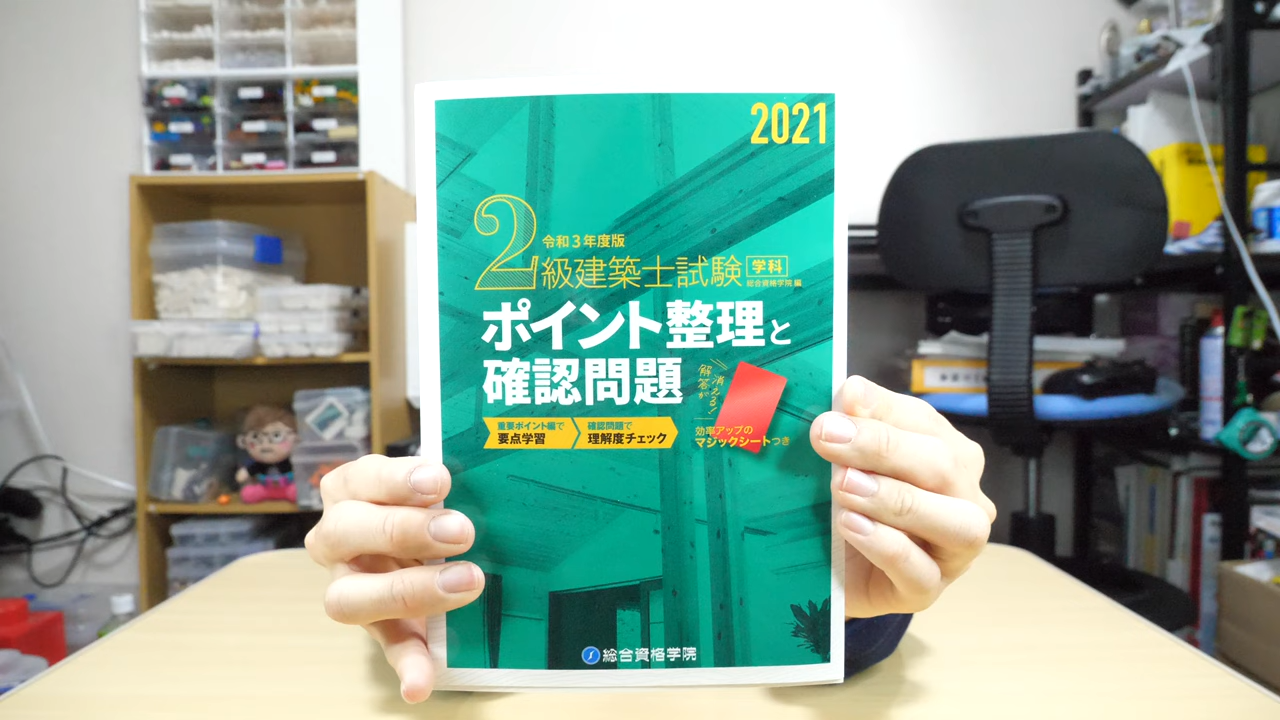 2021
令和3年度版
2級建築士試験 学科
総合資格学院 編
ポイント整理と
確認問題
解答が
消える!
重要ポイント編で
要点学習
確認問題で
理解度チェック
効率アップの
マジックシートつき
総合資格学院